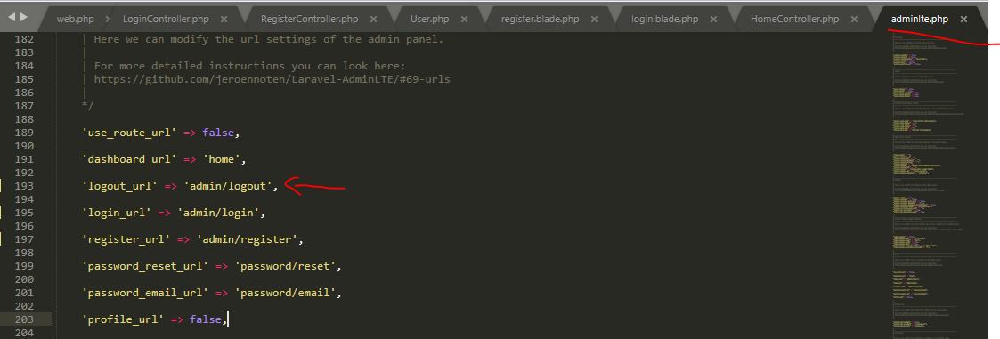 web.php
LoginController.php
RegisterController.php
User.php
register.blade.php
login.blade.php
HomeController.php
adminlte.php
182 | Here we can modify the url settings of the admin panel.
183 |
184 | For more detailed instructions you can look here:
185 | https://github.com/jeroennoten/Laravel-AdminLTE/#69-urls
186 |
187 */
188
189 'use_route_url' => false,
190
191 'dashboard_url' => 'home',
192
193 'logout_url' => 'admin/logout',
194
195 'login_url' => 'admin/login',
196
197 'register_url' => 'admin/register',
198
199 'password_reset_url' => 'password/reset',
200
201 'password_email_url' => 'password/email',
202
203 'profile_url' => false,
204